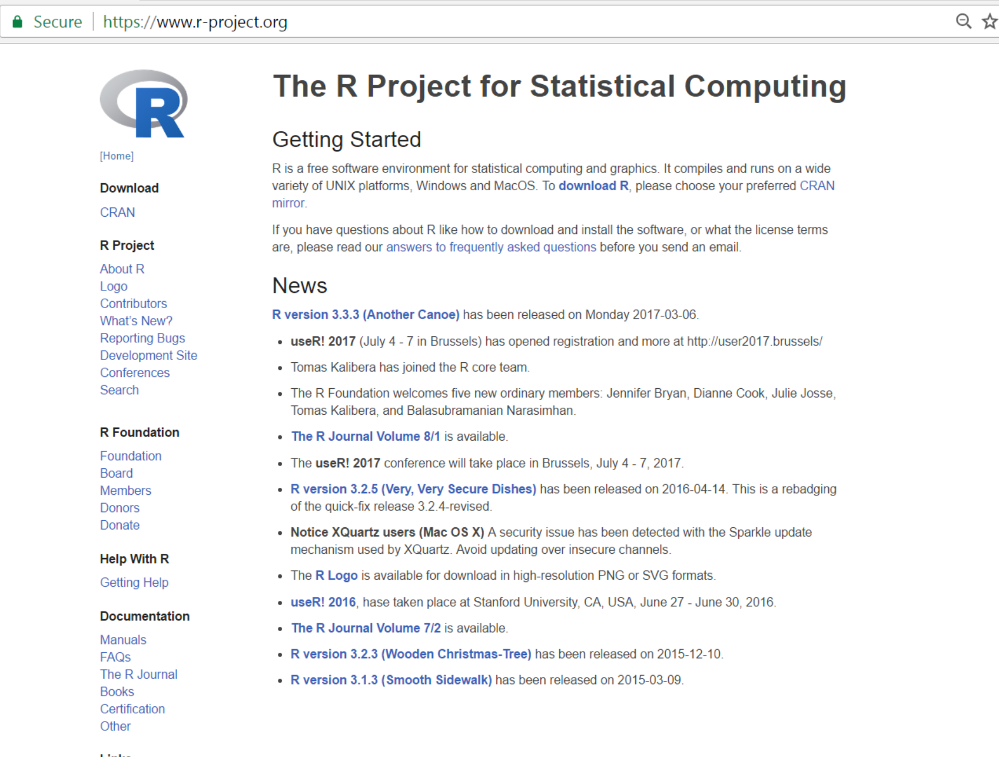 Secure | https://www.r-project.org
R
[Home]
Download
CRAN
R Project
About R
Logo
Contributors
What's New?
Reporting Bugs
Development Site
Conferences
Search
R Foundation
Foundation
Board
Members
Donors
Donate
Help With R
Getting Help
Documentation
Manuals
FAQs
The R Journal
Books
Certification
Other
Links
The R Project for Statistical Computing
Getting Started
R is a free software environment for statistical computing and graphics. It compiles and runs on a wide
variety of UNIX platforms, Windows and MacOS. To download R, please choose your preferred CRAN
mirror.
If you have questions about R like how to download and install the software, or what the license terms
are, please read our answers to frequently asked questions before you send an email.
News
R version 3.3.3 (Another Canoe) has been released on Monday 2017-03-06.
• useR! 2017 (July 4 - 7 in Brussels) has opened registration and more at http://user2017.brussels/
• Tomas Kalibera has joined the R core team.
• The R Foundation welcomes five new ordinary members: Jennifer Bryan, Dianne Cook, Julie Josse,
Tomas Kalibera, and Balasubramanian Narasimhan.
• The R Journal Volume 8/1 is available.
• The useR! 2017 conference will take place in Brussels, July 4 - 7, 2017.
• R version 3.2.5 (Very, Very Secure Dishes) has been released on 2016-04-14. This is a rebadging
of the quick-fix release 3.2.4-revised.
• Notice XQuartz users (Mac OS X) A security issue has been detected with the Sparkle update
mechanism used by XQuartz. Avoid updating over insecure channels.
• The R Logo is available for download in high-resolution PNG or SVG formats.
• useR! 2016, hase taken place at Stanford University, CA, USA, June 27 - June 30, 2016.
• The R Journal Volume 7/2 is available.
• R version 3.2.3 (Wooden Christmas-Tree) has been released on 2015-12-10.
• R version 3.1.3 (Smooth Sidewalk) has been released on 2015-03-09.